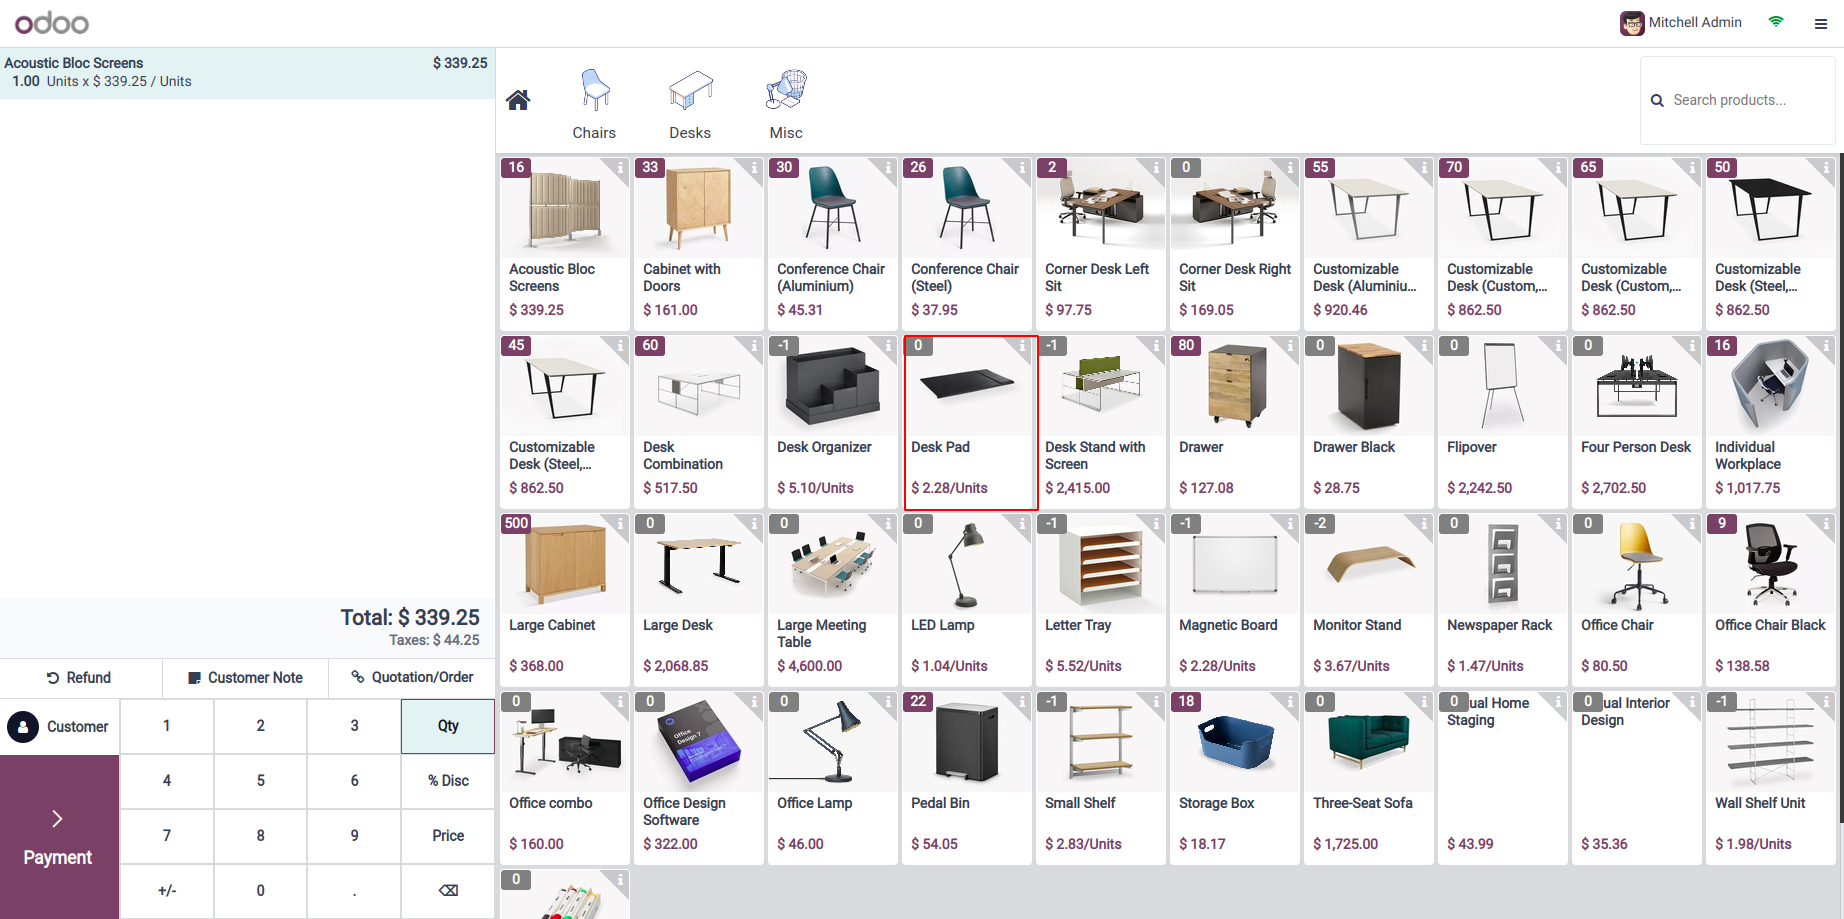 odoo
Mitchell Admin
Acoustic Bloc Screens $ 339.25
1.00 Units x $ 339.25 / Units
Chairs Desks Misc
Search products...
16 33 30 26 2 0 55 70 65 50
Acoustic Bloc Screens
$ 339.25
Cabinet with Doors
$ 161.00
Conference Chair (Aluminium)
$ 45.31
Conference Chair (Steel)
$ 37.95
Corner Desk Left Sit
$ 97.75
Corner Desk Right Sit
$ 169.05
Customizable Desk (Aluminiu...
$ 920.46
Customizable Desk (Custom,...
$ 862.50
Customizable Desk (Custom,...
$ 862.50
Customizable Desk (Steel,...
$ 862.50
45 60 -1 0 -1 80 0 0 0 16
Customizable Desk (Steel,...
$ 862.50
Desk Combination
$ 517.50
Desk Organizer
$ 5.10/Units
Desk Pad
$ 2.28/Units
Desk Stand with Screen
$ 2,415.00
Drawer
$ 127.08
Drawer Black
$ 28.75
Flipover
$ 2,242.50
Four Person Desk
$ 2,702.50
Individual Workplace
$ 1,017.75
500 0 0 0 -1 -1 -2 0 0 9
Large Cabinet
$ 368.00
Large Desk
$ 2,068.85
Large Meeting Table
$ 4,600.00
LED Lamp
$ 1.04/Units
Letter Tray
$ 5.52/Units
Magnetic Board
$ 2.28/Units
Monitor Stand
$ 3.67/Units
Newspaper Rack
$ 1.47/Units
Office Chair
$ 80.50
Office Chair Black
$ 138.58
0 0 0 22 -1 18 0 0 0 -1
Office combo
$ 160.00
Office Design 7
Office Design Software
$ 322.00
Office Lamp
$ 46.00
Pedal Bin
$ 54.05
Small Shelf
$ 2.83/Units
Storage Box
$ 18.17
Three-Seat Sofa
$ 1,725.00
ual Home Staging
$ 43.99
ual Interior Design
$ 35.36
Wall Shelf Unit
$ 1.98/Units
0
Total: $ 339.25
Taxes: $ 44.25
Refund Customer Note Quotation/Order
Customer 1 2 3 Qty
4 5 6 % Disc
7 8 9 Price
Payment
+/- 0 .